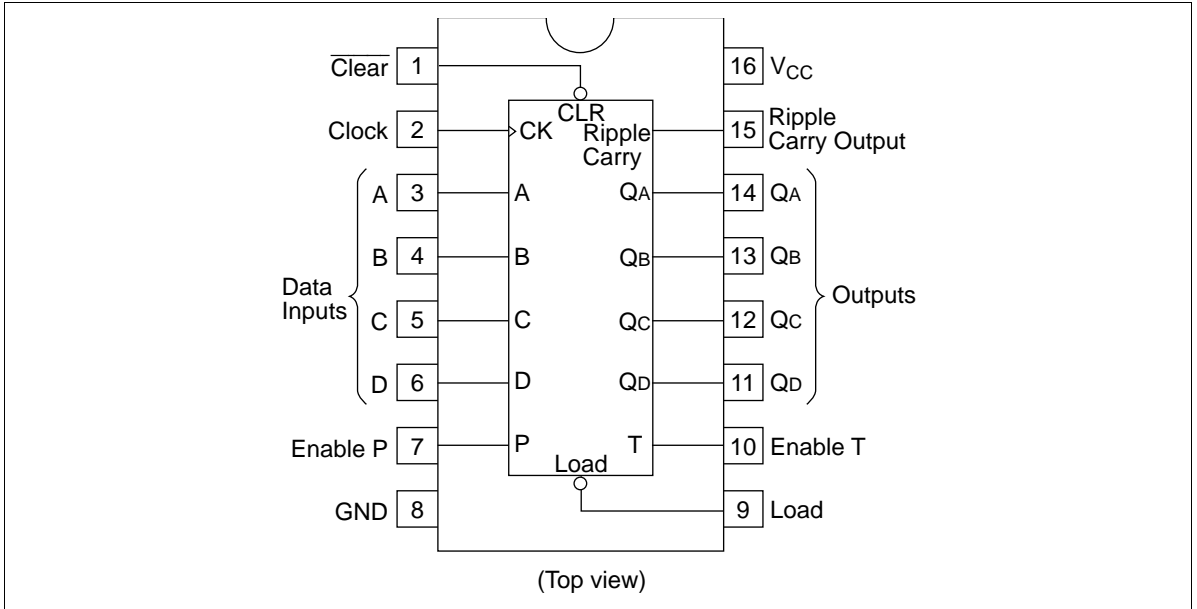 Clear 1
16 VCC
CLR
Clock 2
CK
Ripple
Carry
15 Ripple
Carry Output
A 3
A
QA
14 QA
B 4
B
QB
13 QB
Data
Inputs
Outputs
C 5
C
QC
12 QC
D 6
D
QD
11 QD
Enable P 7
P
T
10 Enable T
Load
GND 8
9 Load
(Top view)